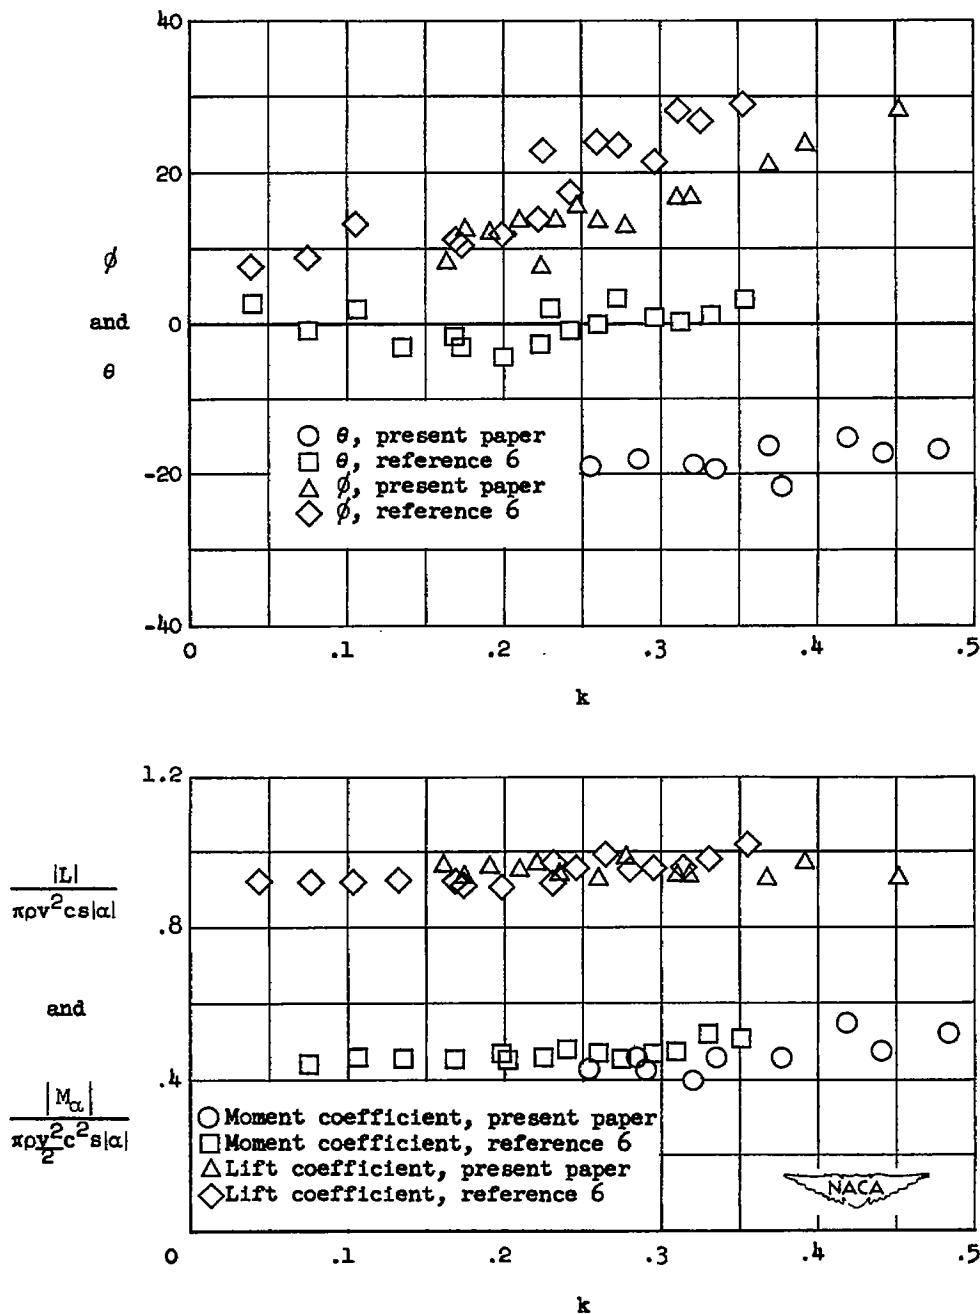 40
20
ø
and
θ
0
-20
-40
○ θ, present paper
□ θ, reference 6
△ ø, present paper
◇ ø, reference 6
0 .1 .2 .3 .4 .5
k
1.2
|L|
πρv²cs|α|
.8
and
.4
|Mα|
πρv²c²s|α|
2
○ Moment coefficient, present paper
□ Moment coefficient, reference 6
△ Lift coefficient, present paper
◇ Lift coefficient, reference 6
NACA
0 .1 .2 .3 .4 .5
k